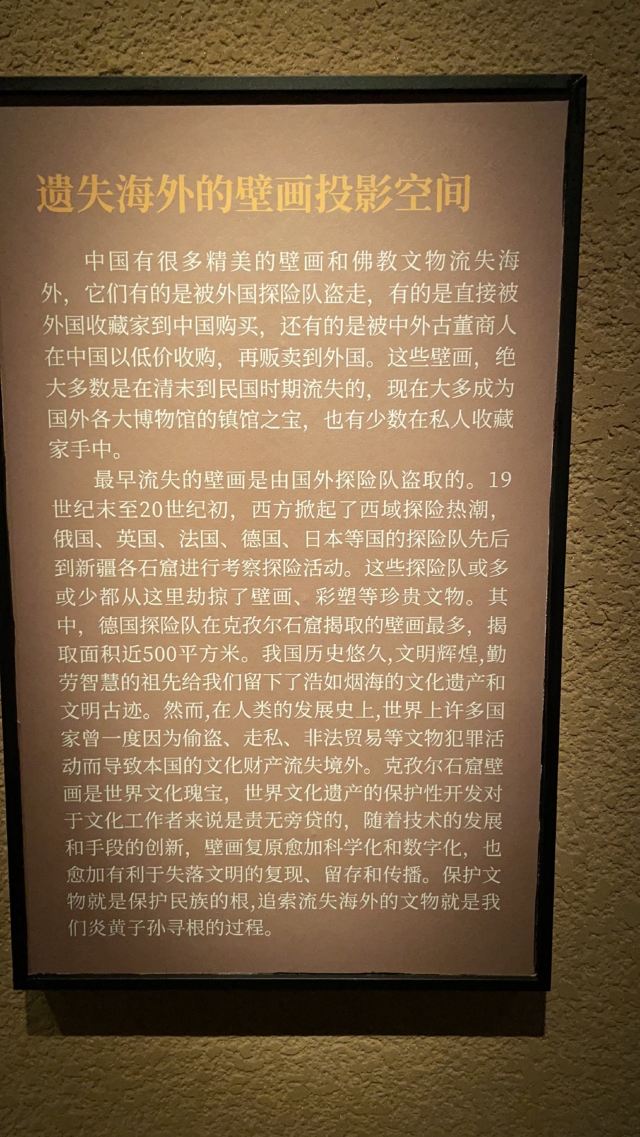 遗失海外的壁画投影空间
中国有很多精美的壁画和佛教文物流失海
外，它们有的是被外国探险队盗走，有的是直接被
外国收藏家到中国购买，还有的是被中外古董商人
在中国以低价收购，再贩卖到外国。这些壁画，绝
大多数是在清末到民国时期流失的，现在大多成为
国外各大博物馆的镇馆之宝，也有少数在私人收藏
家手中。
最早流失的壁画是由国外探险队盗取的。19
世纪末至20世纪初，西方掀起了西域探险热潮，
俄国、英国、法国、德国、日本等国的探险队先后
到新疆各石窟进行考察探险活动。这些探险队或多
或少都从这里劫掠了壁画、彩塑等珍贵文物。其
中，德国探险队在克孜尔石窟揭取的壁画最多，揭
取面积近500平方米。我国历史悠久,文明辉煌,勤
劳智慧的祖先给我们留下了浩如烟海的文化遗产和
文明古迹。然而,在人类的发展史上,世界上许多国
家曾一度因为偷盗、走私、非法贸易等文物犯罪活
动而导致本国的文化财产流失境外。克孜尔石窟壁
画是世界文化瑰宝，世界文化遗产的保护性开发对
于文化工作者来说是责无旁贷的，随着技术的发展
和手段的创新，壁画复原愈加科学化和数字化，也
愈加有利于失落文明的复现、留存和传播。保护文
物就是保护民族的根,追索流失海外的文物就是我
们炎黄子孙寻根的过程。